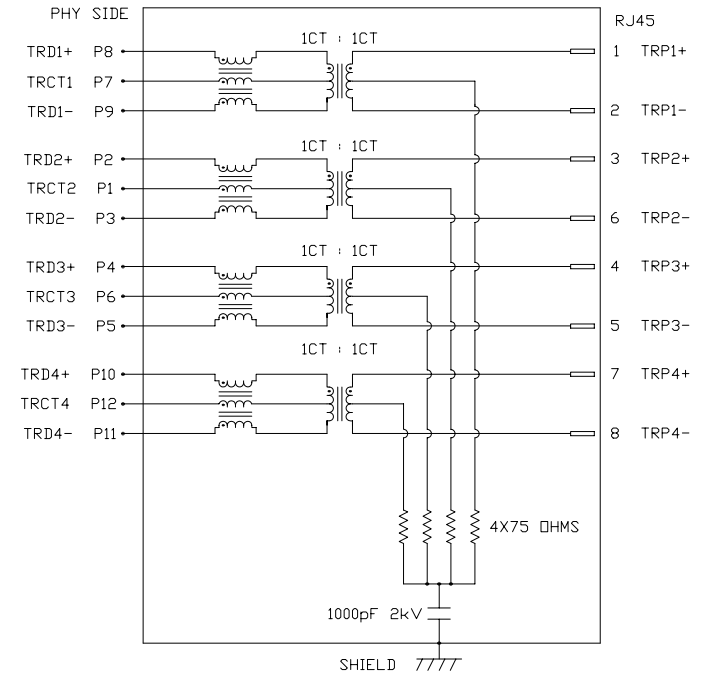 PHY SIDE
RJ45
1CT : 1CT
TRD1+ P8
1 TRP1+
TRCT1 P7
TRD1- P9
2 TRP1-
1CT : 1CT
TRD2+ P2
3 TRP2+
TRCT2 P1
TRD2- P3
6 TRP2-
1CT : 1CT
TRD3+ P4
4 TRP3+
TRCT3 P6
TRD3- P5
5 TRP3-
1CT : 1CT
TRD4+ P10
7 TRP4+
TRCT4 P12
TRD4- P11
8 TRP4-
4X75 OHMS
1000pF 2kV
SHIELD